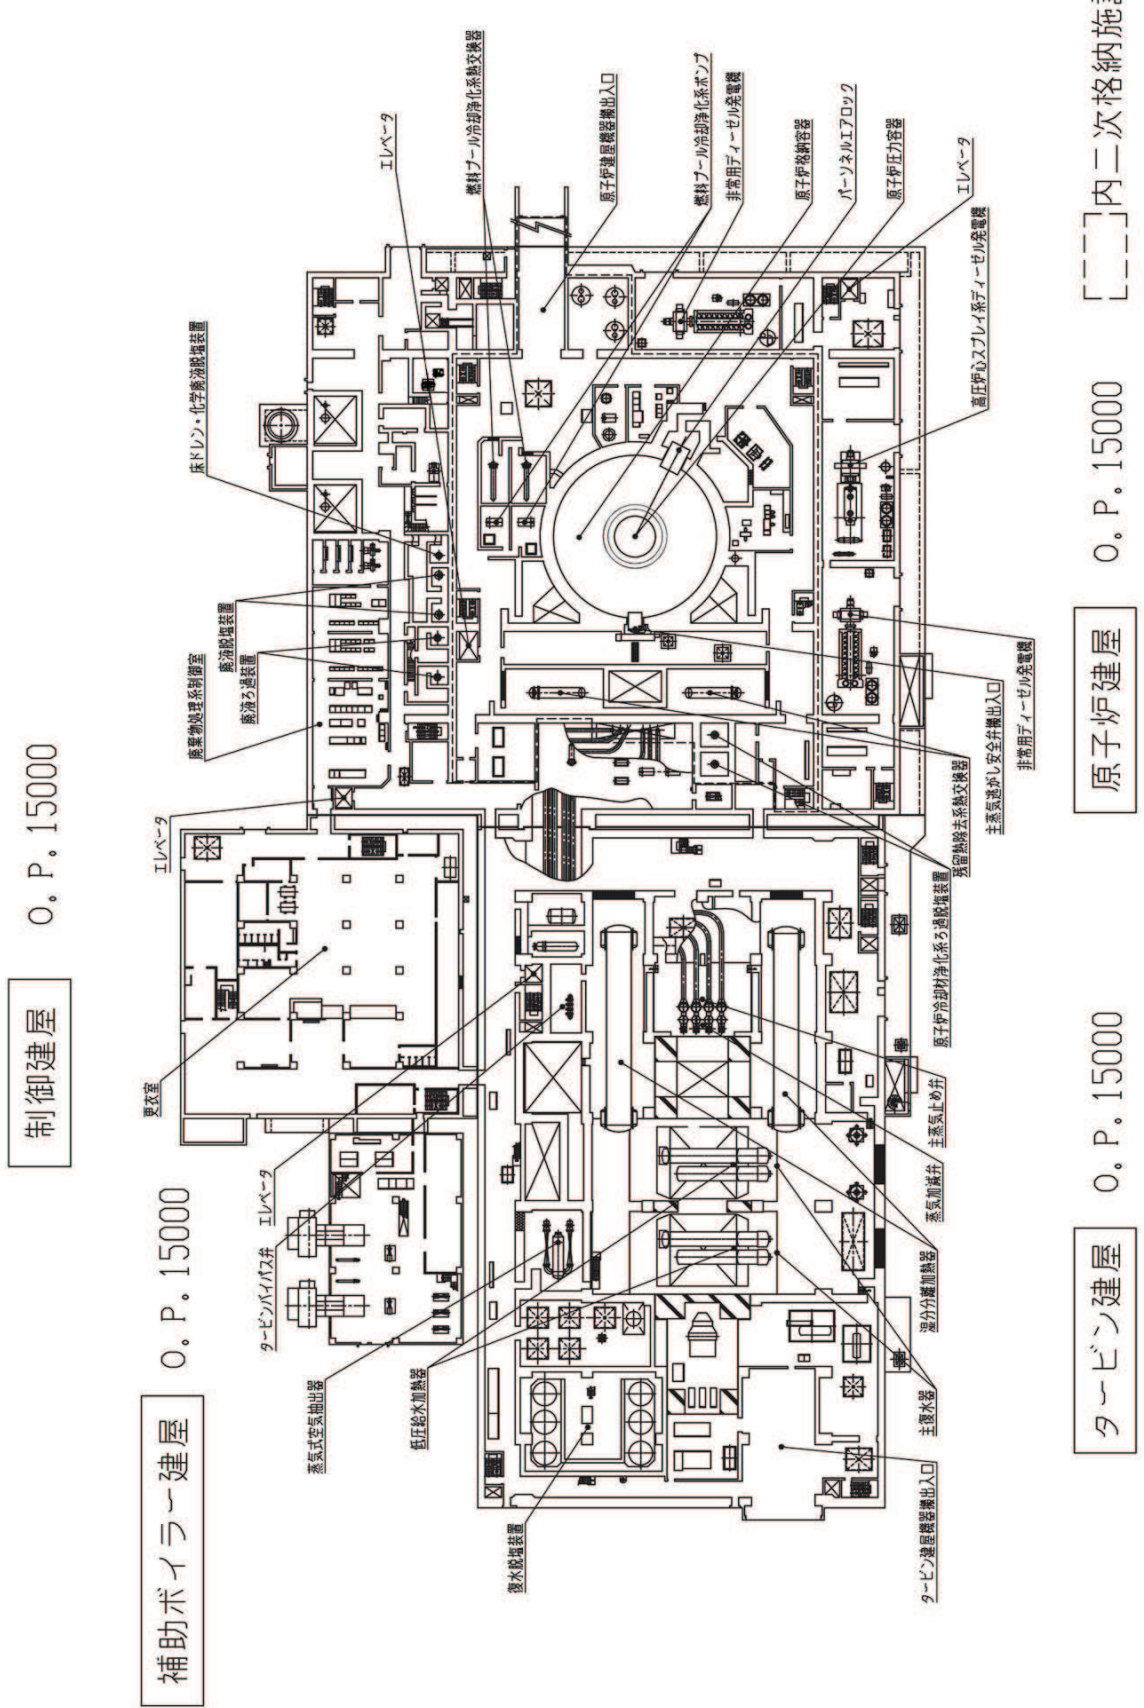 制御建屋 O.P.15000
補助ボイラー建屋 O.P.15000
更衣室
エレベータ
廃棄物処理系制御室
廃液ろ過装置
廃液脱塩装置
床ドレン・化学廃液脱塩装置
エレベータ
燃料プール冷却浄化系熱交換器
原子炉建屋機器搬出入口
燃料プール冷却浄化系ポンプ
非常用ディーゼル発電機
原子炉格納容器
パーソネルエアロック
原子炉圧力容器
エレベータ
高圧炉心スプレイ系ディーゼル発電機
エレベータ
タービンバイパス弁
蒸気式空気抽出器
低圧給水加熱器
復水脱塩装置
タービン建屋機器搬出入口
主復水器
湿分分離加熱器
蒸気加減弁
主蒸気止め弁
原子炉冷却材浄化系ろ過脱塩装置
残留熱除去系熱交換器
主蒸気逃がし安全弁搬出入口
非常用ディーゼル発電機
タービン建屋 O.P.15000
原子炉建屋 O.P.15000
内二次格納施